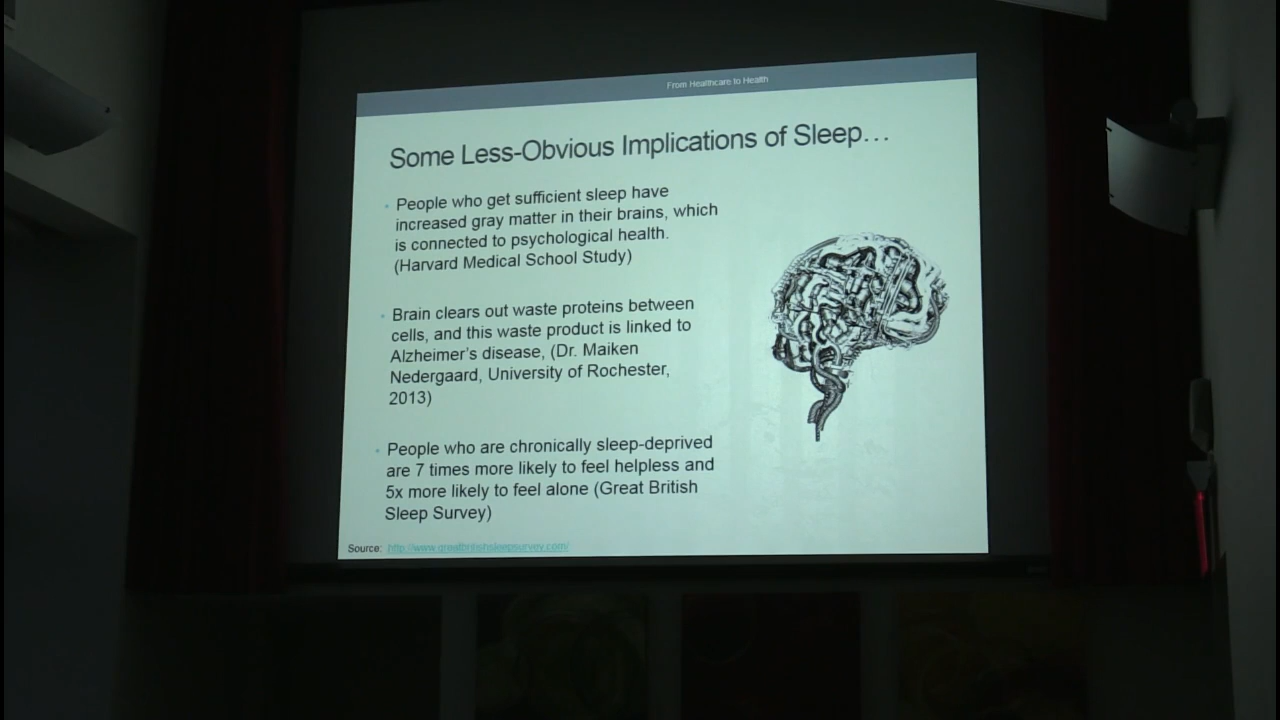 From Healthcare to Health
Some Less-Obvious Implications of Sleep…
• People who get sufficient sleep have
increased gray matter in their brains, which
is connected to psychological health.
(Harvard Medical School Study)
• Brain clears out waste proteins between
cells, and this waste product is linked to
Alzheimer's disease, (Dr. Maiken
Nedergaard, University of Rochester,
2013)
• People who are chronically sleep-deprived
are 7 times more likely to feel helpless and
5x more likely to feel alone (Great British
Sleep Survey)
Source: http://www.greatbritishsleepsurvey.com/